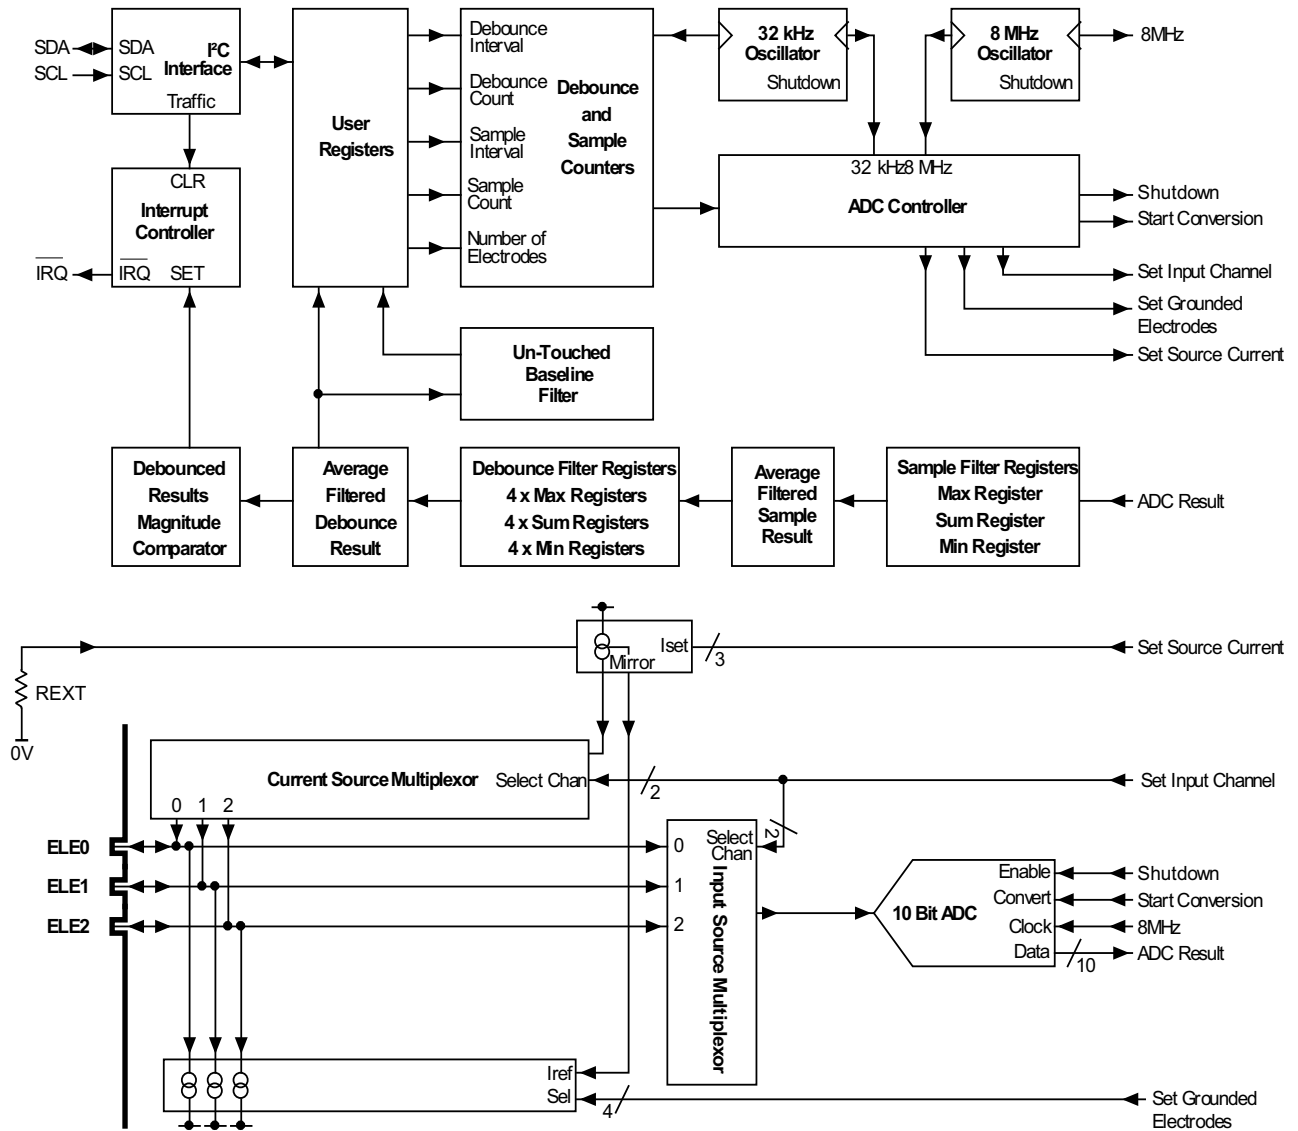 SDA
SCL
SDA
SCL
I²C
Interface
Traffic
CLR
Interrupt
Controller
IRQ
IRQ SET
User
Registers
Debounce
Interval
Debounce
Count
Sample
Interval
Sample
Count
Number of
Electrodes
Debounce
and
Sample
Counters
32 kHz
Oscillator
Shutdown
8 MHz
Oscillator
Shutdown
8MHz
32 kHz8 MHz
ADC Controller
Shutdown
Start Conversion
Set Input Channel
Set Grounded
Electrodes
Set Source Current
Un-Touched
Baseline
Filter
Debounced
Results
Magnitude
Comparator
Average
Filtered
Debounce
Result
Debounce Filter Registers
4 x Max Registers
4 x Sum Registers
4 x Min Registers
Average
Filtered
Sample
Result
Sample Filter Registers
Max Register
Sum Register
Min Register
ADC Result
Iset
Mirror
3
Set Source Current
REXT
0V
Current Source Multiplexor
Select Chan
2
Set Input Channel
0 1 2
ELE0
ELE1
ELE2
0
1
2
Select
Chan
2
Input Source Multiplexor
10 Bit ADC
Enable
Convert
Clock
Data
10
Shutdown
Start Conversion
8MHz
ADC Result
Iref
Sel
4
Set Grounded
Electrodes